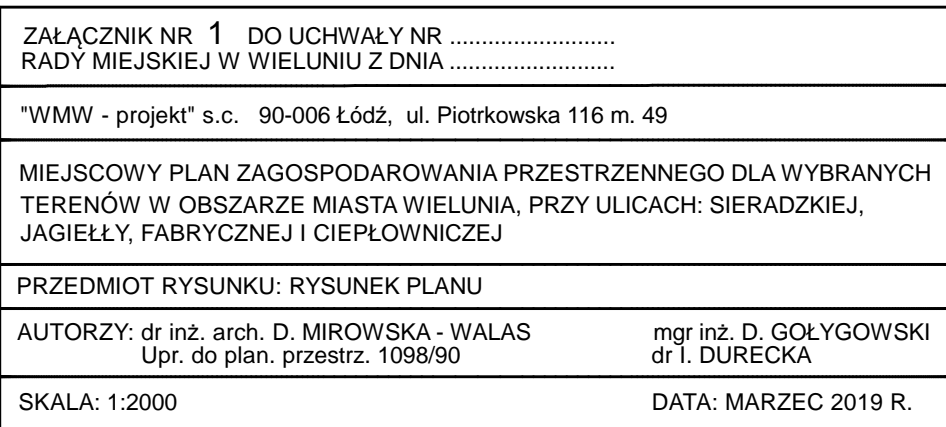 ZAŁĄCZNIK NR 1 DO UCHWAŁY NR ..........................
RADY MIEJSKIEJ W WIELUNIU Z DNIA ..........................
"WMW - projekt" s.c. 90-006 Łódź, ul. Piotrkowska 116 m. 49
MIEJSCOWY PLAN ZAGOSPODAROWANIA PRZESTRZENNEGO DLA WYBRANYCH
TERENÓW W OBSZARZE MIASTA WIELUNIA, PRZY ULICACH: SIERADZKIEJ,
JAGIEŁŁY, FABRYCZNEJ I CIEPŁOWNICZEJ
PRZEDMIOT RYSUNKU: RYSUNEK PLANU
AUTORZY: dr inż. arch. D. MIROWSKA - WALAS mgr inż. D. GOŁYGOWSKI
Upr. do plan. przestrz. 1098/90 dr I. DURECKA
SKALA: 1:2000 DATA: MARZEC 2019 R.